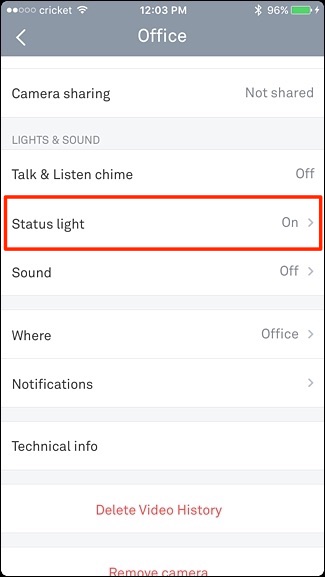 cricket 12:03 PM 96%
Office
Camera sharing Not shared
LIGHTS & SOUND
Talk & Listen chime Off
Status light On
Sound Off
Where Office
Notifications
Technical info
Delete Video History
Remove camera